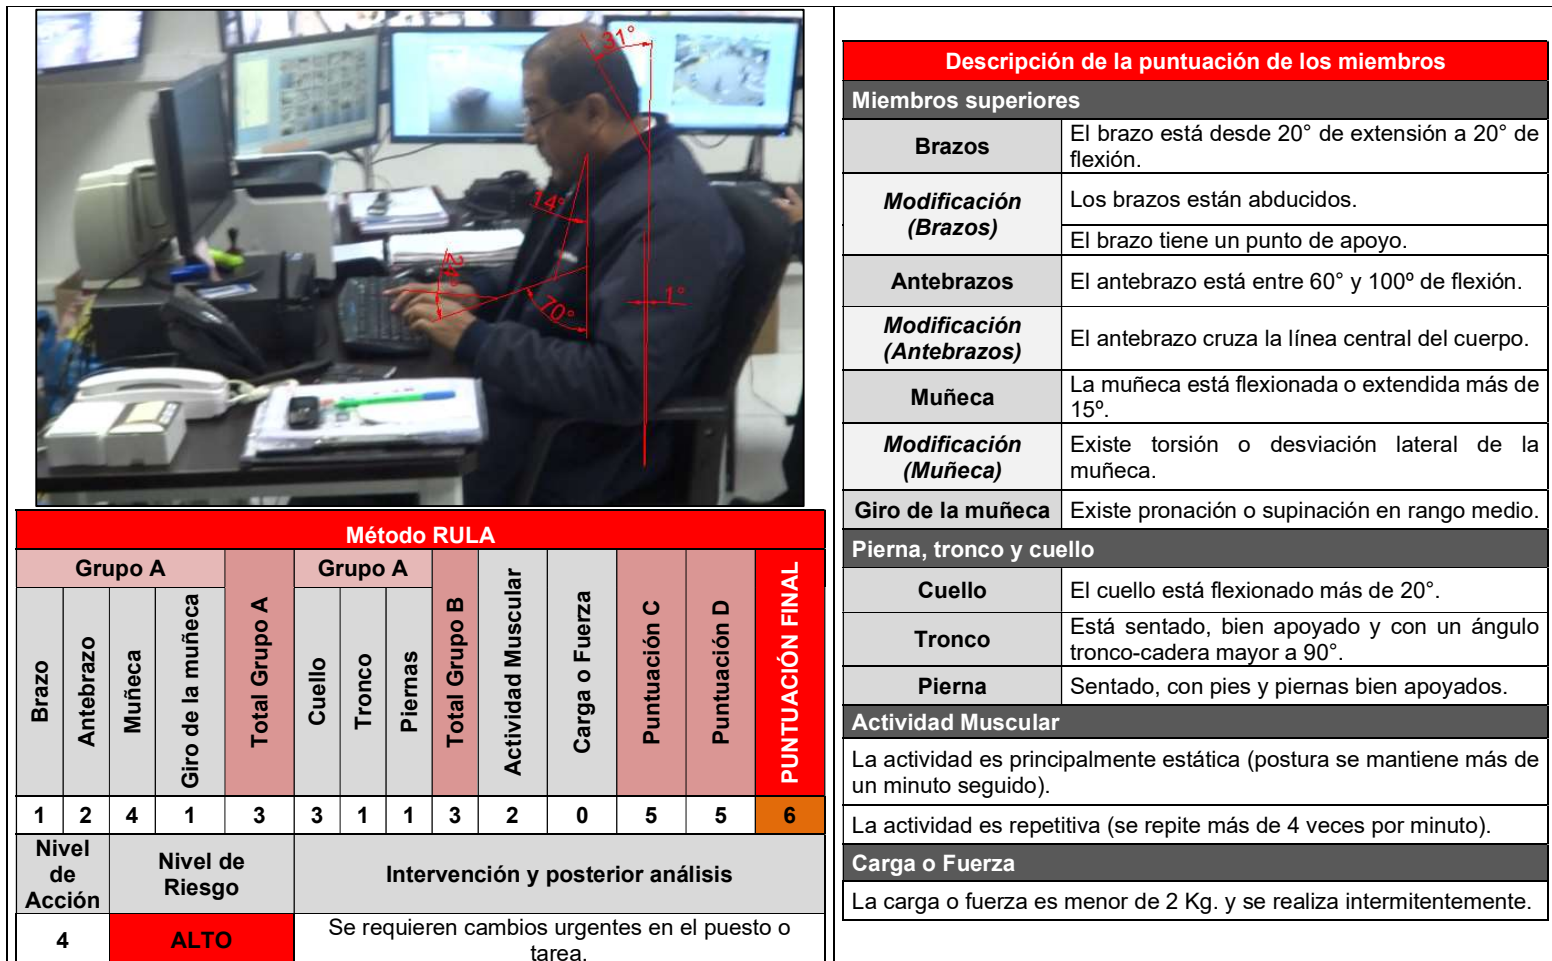 31°
14°
24°
70°
1°
Método RULA
Grupo A
Grupo A
Brazo
Antebrazo
Muñeca
Giro de la muñeca
Total Grupo A
Cuello
Tronco
Piernas
Total Grupo B
Actividad Muscular
Carga o Fuerza
Puntuación C
Puntuación D
PUNTUACIÓN FINAL
1 2 4 1 3 3 1 1 3 2 0 5 5 6
Nivel
de
Acción
Nivel de
Riesgo
Intervención y posterior análisis
4
ALTO
Se requieren cambios urgentes en el puesto o
tarea.
Descripción de la puntuación de los miembros
Miembros superiores
Brazos
El brazo está desde 20° de extensión a 20° de
flexión.
Modificación
(Brazos)
Los brazos están abducidos.
El brazo tiene un punto de apoyo.
Antebrazos
El antebrazo está entre 60° y 100º de flexión.
Modificación
(Antebrazos)
El antebrazo cruza la línea central del cuerpo.
Muñeca
La muñeca está flexionada o extendida más de
15º.
Modificación
(Muñeca)
Existe torsión o desviación lateral de la
muñeca.
Giro de la muñeca
Existe pronación o supinación en rango medio.
Pierna, tronco y cuello
Cuello
El cuello está flexionado más de 20°.
Tronco
Está sentado, bien apoyado y con un ángulo
tronco-cadera mayor a 90°.
Pierna
Sentado, con pies y piernas bien apoyados.
Actividad Muscular
La actividad es principalmente estática (postura se mantiene más de
un minuto seguido).
La actividad es repetitiva (se repite más de 4 veces por minuto).
Carga o Fuerza
La carga o fuerza es menor de 2 Kg. y se realiza intermitentemente.